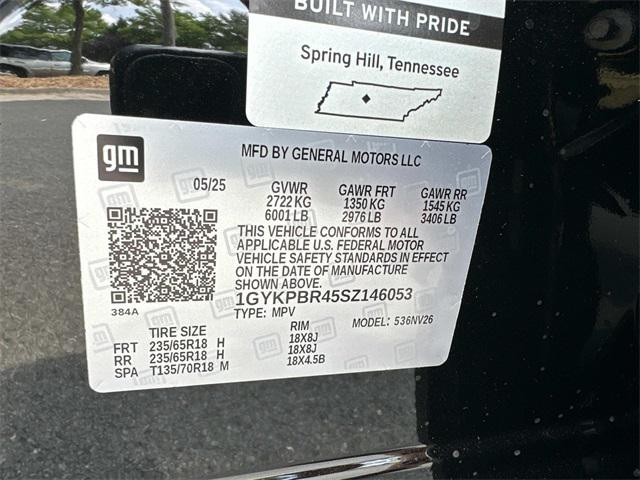 BUILT WITH PRIDE
Spring Hill, Tennessee
gm
MFD BY GENERAL MOTORS LLC
05/25 GVWR GAWR FRT GAWR RR
2722 KG 1350 KG 1545 KG
6001 LB 2976 LB 3406 LB
THIS VEHICLE CONFORMS TO ALL
APPLICABLE U.S. FEDERAL MOTOR
VEHICLE SAFETY STANDARDS IN EFFECT
ON THE DATE OF MANUFACTURE
SHOWN ABOVE.
384A 1GYKPBR45SZ146053
TYPE: MPV MODEL: 536NV26
TIRE SIZE RIM
FRT 235/65R18 H 18X8J
RR 235/65R18 H 18X8J
SPA T135/70R18 M 18X4.5B